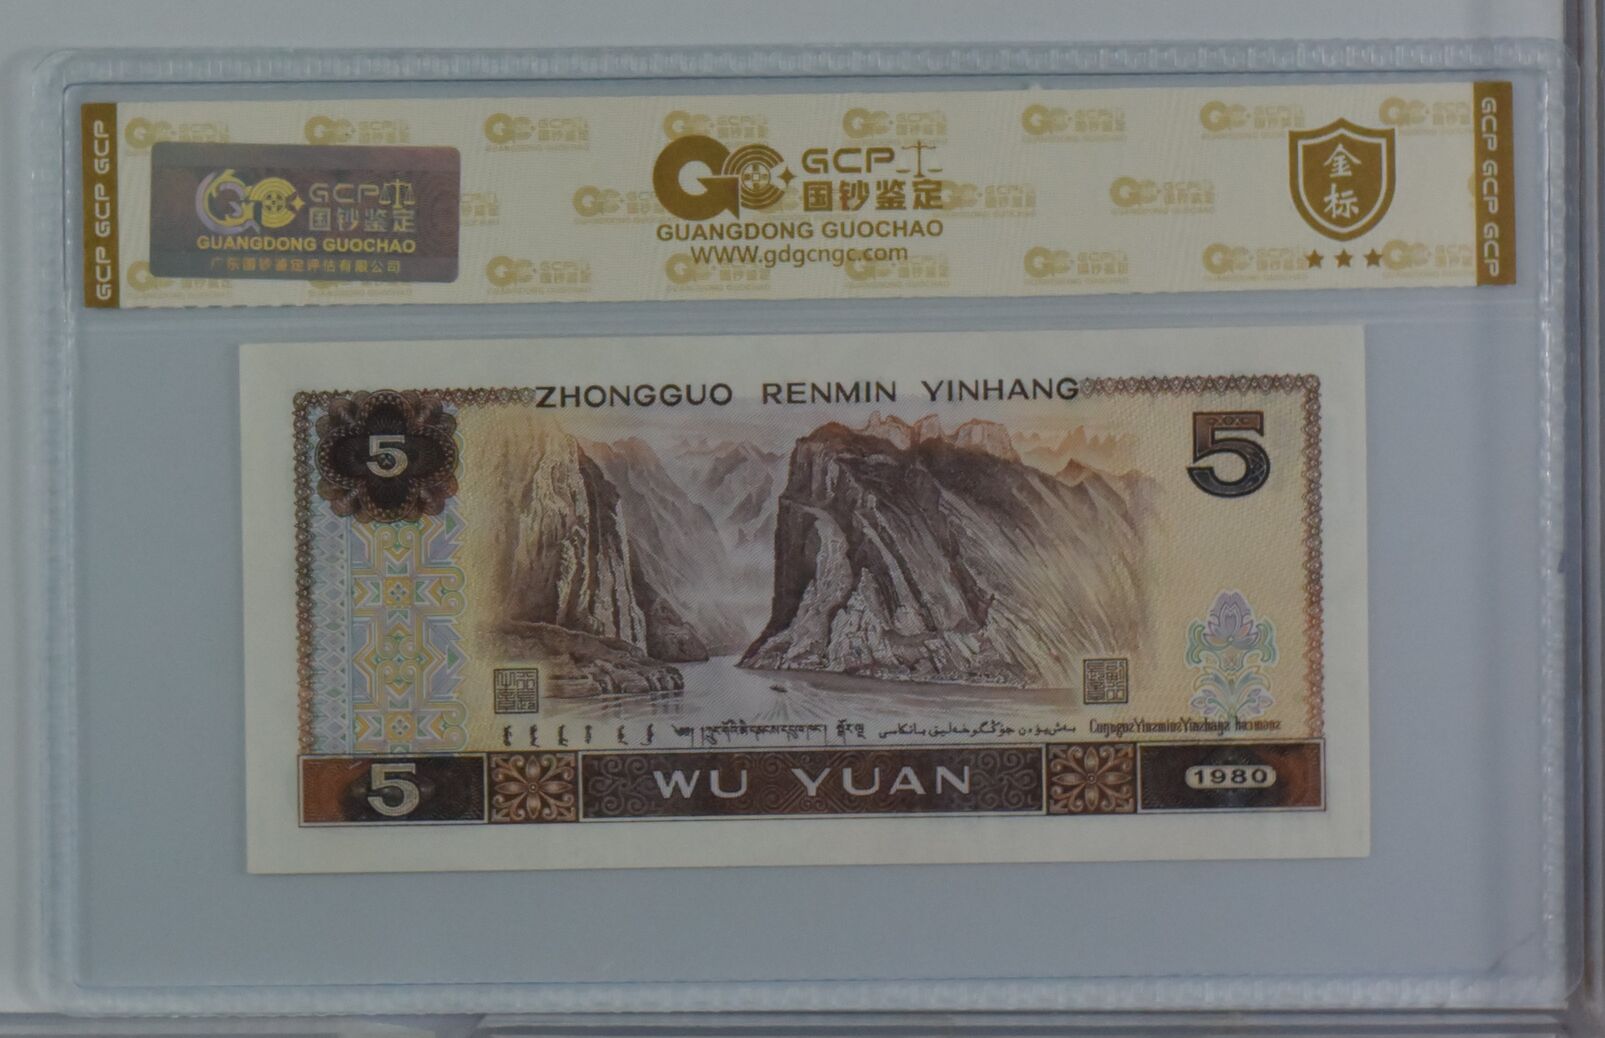 GCP GCP GCP
GCP 国钞鉴定
GUANGDONG GUOCHAO
广东国钞鉴定评估有限公司
GCP
国钞鉴定
GUANGDONG GUOCHAO
WWW.gdgcngc.com
金标
GCP GCP GCP
ZHONGGUO RENMIN YINHANG
5
5
5
WU YUAN
1980